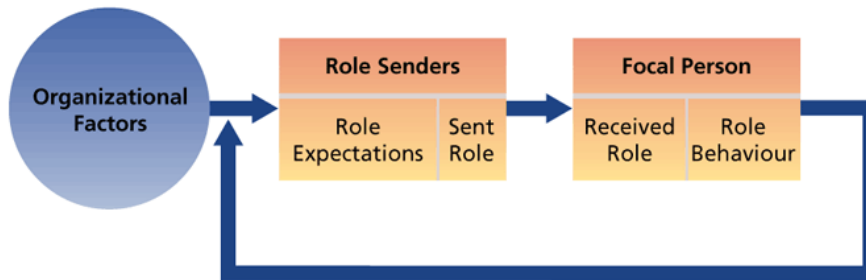 Organizational
Factors
Role Senders
Role
Expectations
Sent
Role
Focal Person
Received
Role
Role
Behaviour